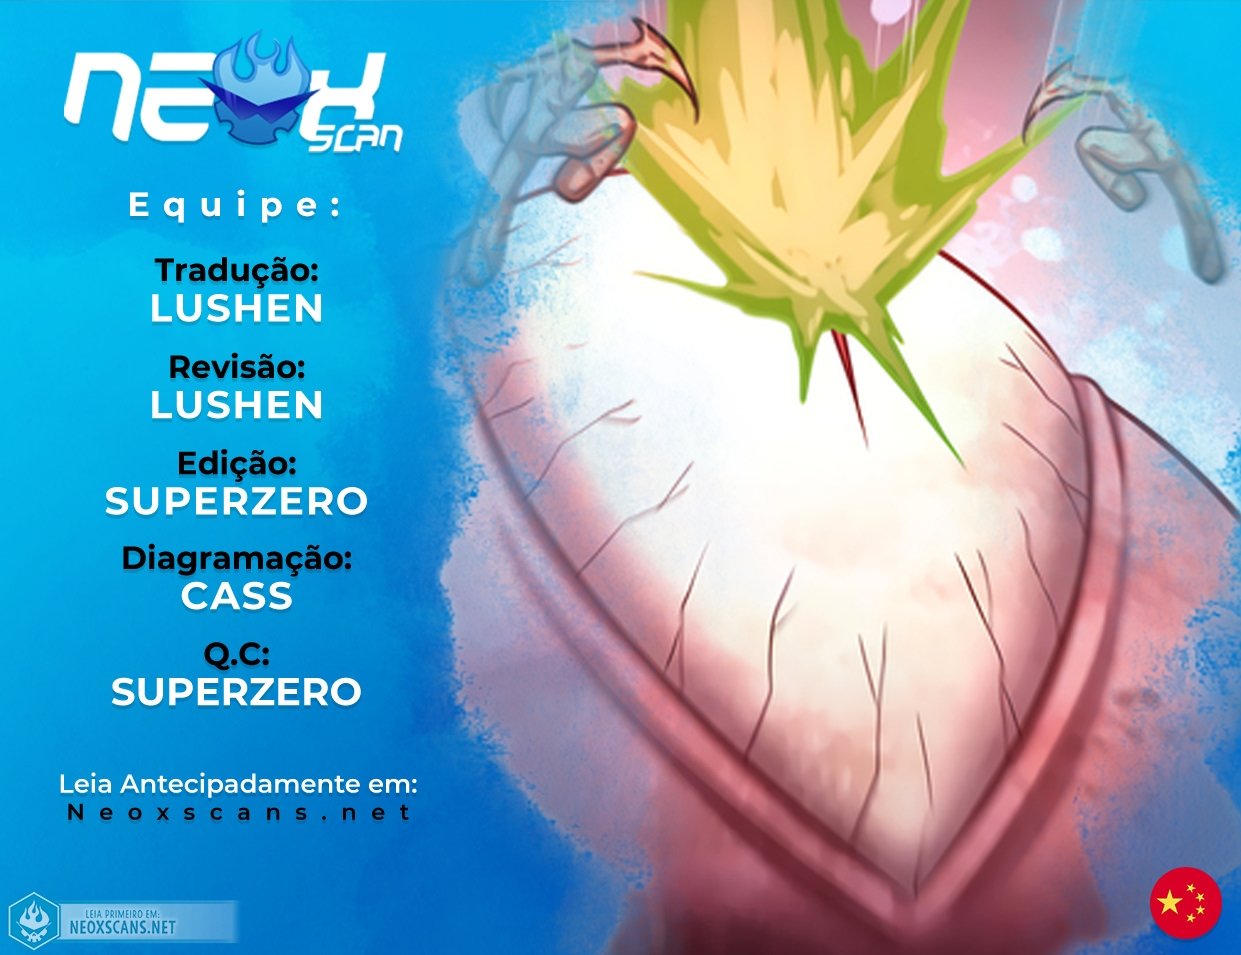 NEOX
SCAN
Equipe:
Tradução:
LUSHEN
Revisão:
LUSHEN
Edição:
SUPERZERO
Diagramação:
CASS
Q.C:
SUPERZERO
Leia Antecipadamente em:
Neoxscans.net
LEIA PRIMEIRO EM:
NEOXSCANS.NET